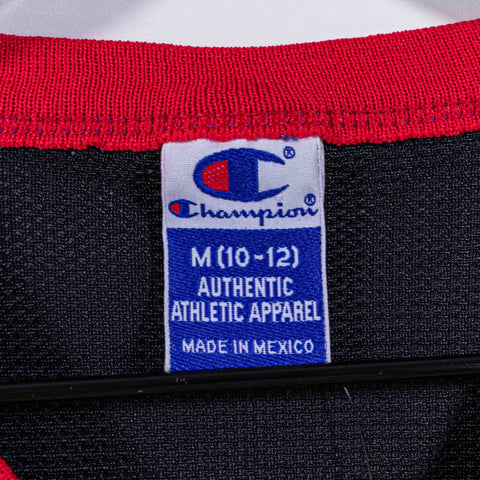 Champion
M (10-12)
AUTHENTIC
ATHLETIC APPAREL
MADE IN MEXICO